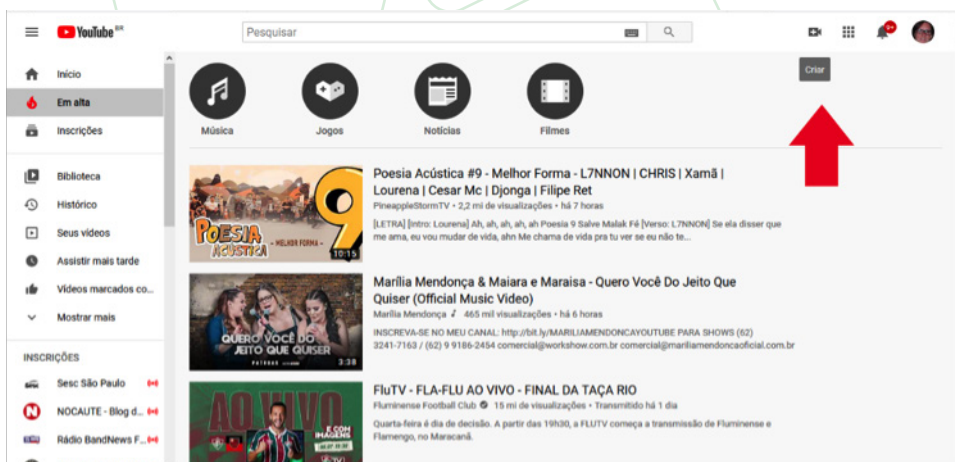 YouTube BR
Pesquisar
9+
Criar
Início
Em alta
Inscrições
Biblioteca
Histórico
Seus vídeos
Assistir mais tarde
Vídeos marcados co...
Mostrar mais
INSCRIÇÕES
Sesc São Paulo
NOCAUTE - Blog d...
Rádio BandNews F...
Música
Jogos
Notícias
Filmes
POESIA
ACÚSTICA
- MELHOR FORMA -
9
10:15
Poesia Acústica #9 - Melhor Forma - L7NNON | CHRIS | Xamã |
Lourena | Cesar Mc | Djonga | Filipe Ret
PineappleStormTV • 2,2 mi de visualizações • há 7 horas
[LETRA] [Intro: Lourena] Ah, ah, ah, ah, ah Poesia 9 Salve Malak Fé [Verso: L7NNON] Se ela disser que
me ama, eu vou mudar de vida, ahn Me chama de vida pra tu ver se eu não te...
QUERO VOCÊ DO
JEITO QUE QUISER
3:38
Marília Mendonça & Maiara e Maraisa - Quero Você Do Jeito Que
Quiser (Official Music Video)
Marília Mendonça 465 mil visualizações • há 6 horas
INSCREVA-SE NO MEU CANAL: http://bit.ly/MARILIAMENDONCAYOUTUBE PARA SHOWS (62)
3241-7163 / (62) 9 9186-2454 comercial@workshow.com.br comercial@mariliamendoncaoficial.com.br
AO VIVO
E COM
IMAGENS
FluTV
FluTV - FLA-FLU AO VIVO - FINAL DA TAÇA RIO
Fluminense Football Club 15 mi de visualizações • Transmitido há 1 dia
Quarta-feira é dia de decisão. A partir das 19h30, a FLUTV começa a transmissão de Fluminense e
Flamengo, no Maracanã.